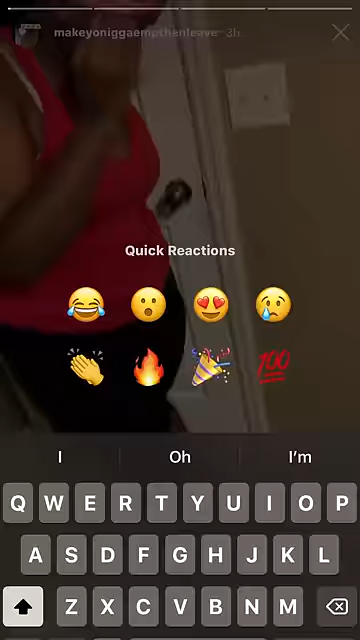 makeyoniggaempthenleave 3h
Quick Reactions
💯
I Oh I'm
Q W E R T Y U I O P
A S D F G H J K L
Z X C V B N M